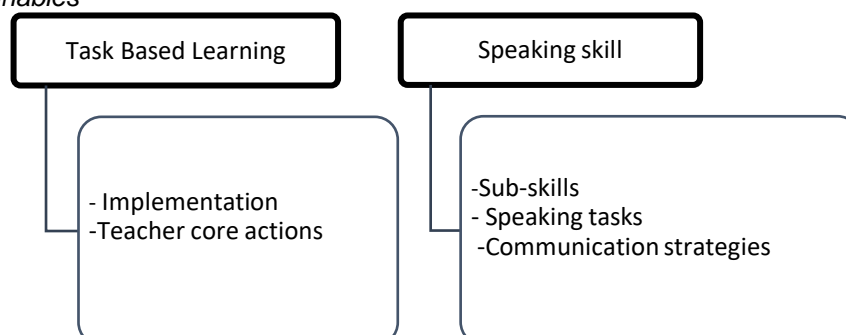 Task Based Learning
- Implementation
-Teacher core actions
Speaking skill
-Sub-skills
- Speaking tasks
-Communication strategies